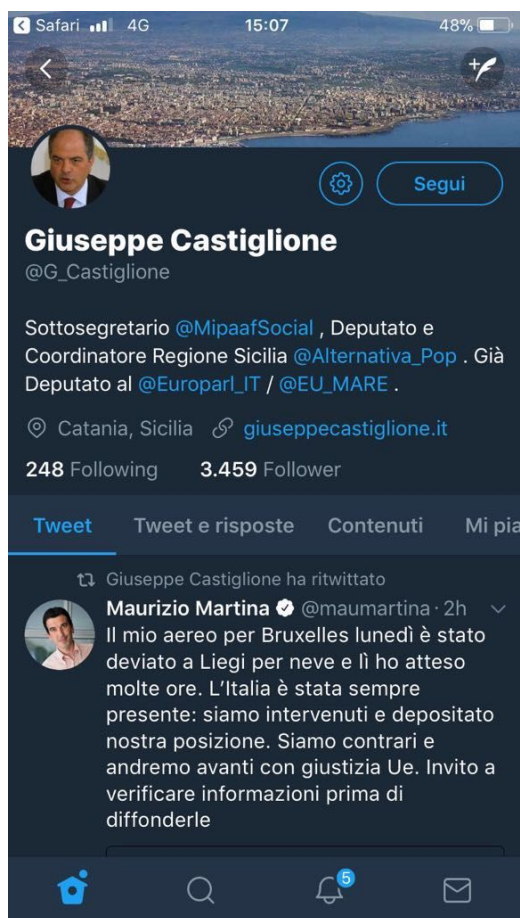 Safari 4G 15:07 48%
Segui
Giuseppe Castiglione
@G_Castiglione
Sottosegretario @MipaafSocial , Deputato e
Coordinatore Regione Sicilia @Alternativa_Pop . Già
Deputato al @Europarl_IT / @EU_MARE .
Catania, Sicilia giuseppecastiglione.it
248 Following 3.459 Follower
Tweet Tweet e risposte Contenuti Mi pia
Giuseppe Castiglione ha ritwittato
Maurizio Martina @maumartina · 2h
Il mio aereo per Bruxelles lunedì è stato
deviato a Liegi per neve e lì ho atteso
molte ore. L’Italia è stata sempre
presente: siamo intervenuti e depositato
nostra posizione. Siamo contrari e
andremo avanti con giustizia Ue. Invito a
verificare informazioni prima di
diffonderle
5